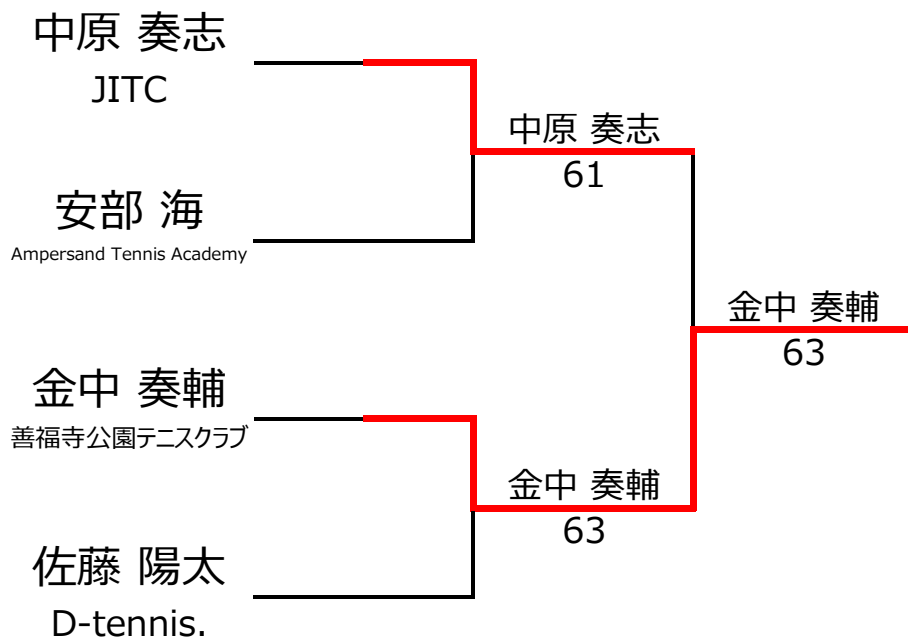 中原 奏志
JITC
中原 奏志
61
安部 海
Ampersand Tennis Academy
金中 奏輔
63
金中 奏輔
善福寺公園テニスクラブ
金中 奏輔
63
佐藤 陽太
D-tennis.